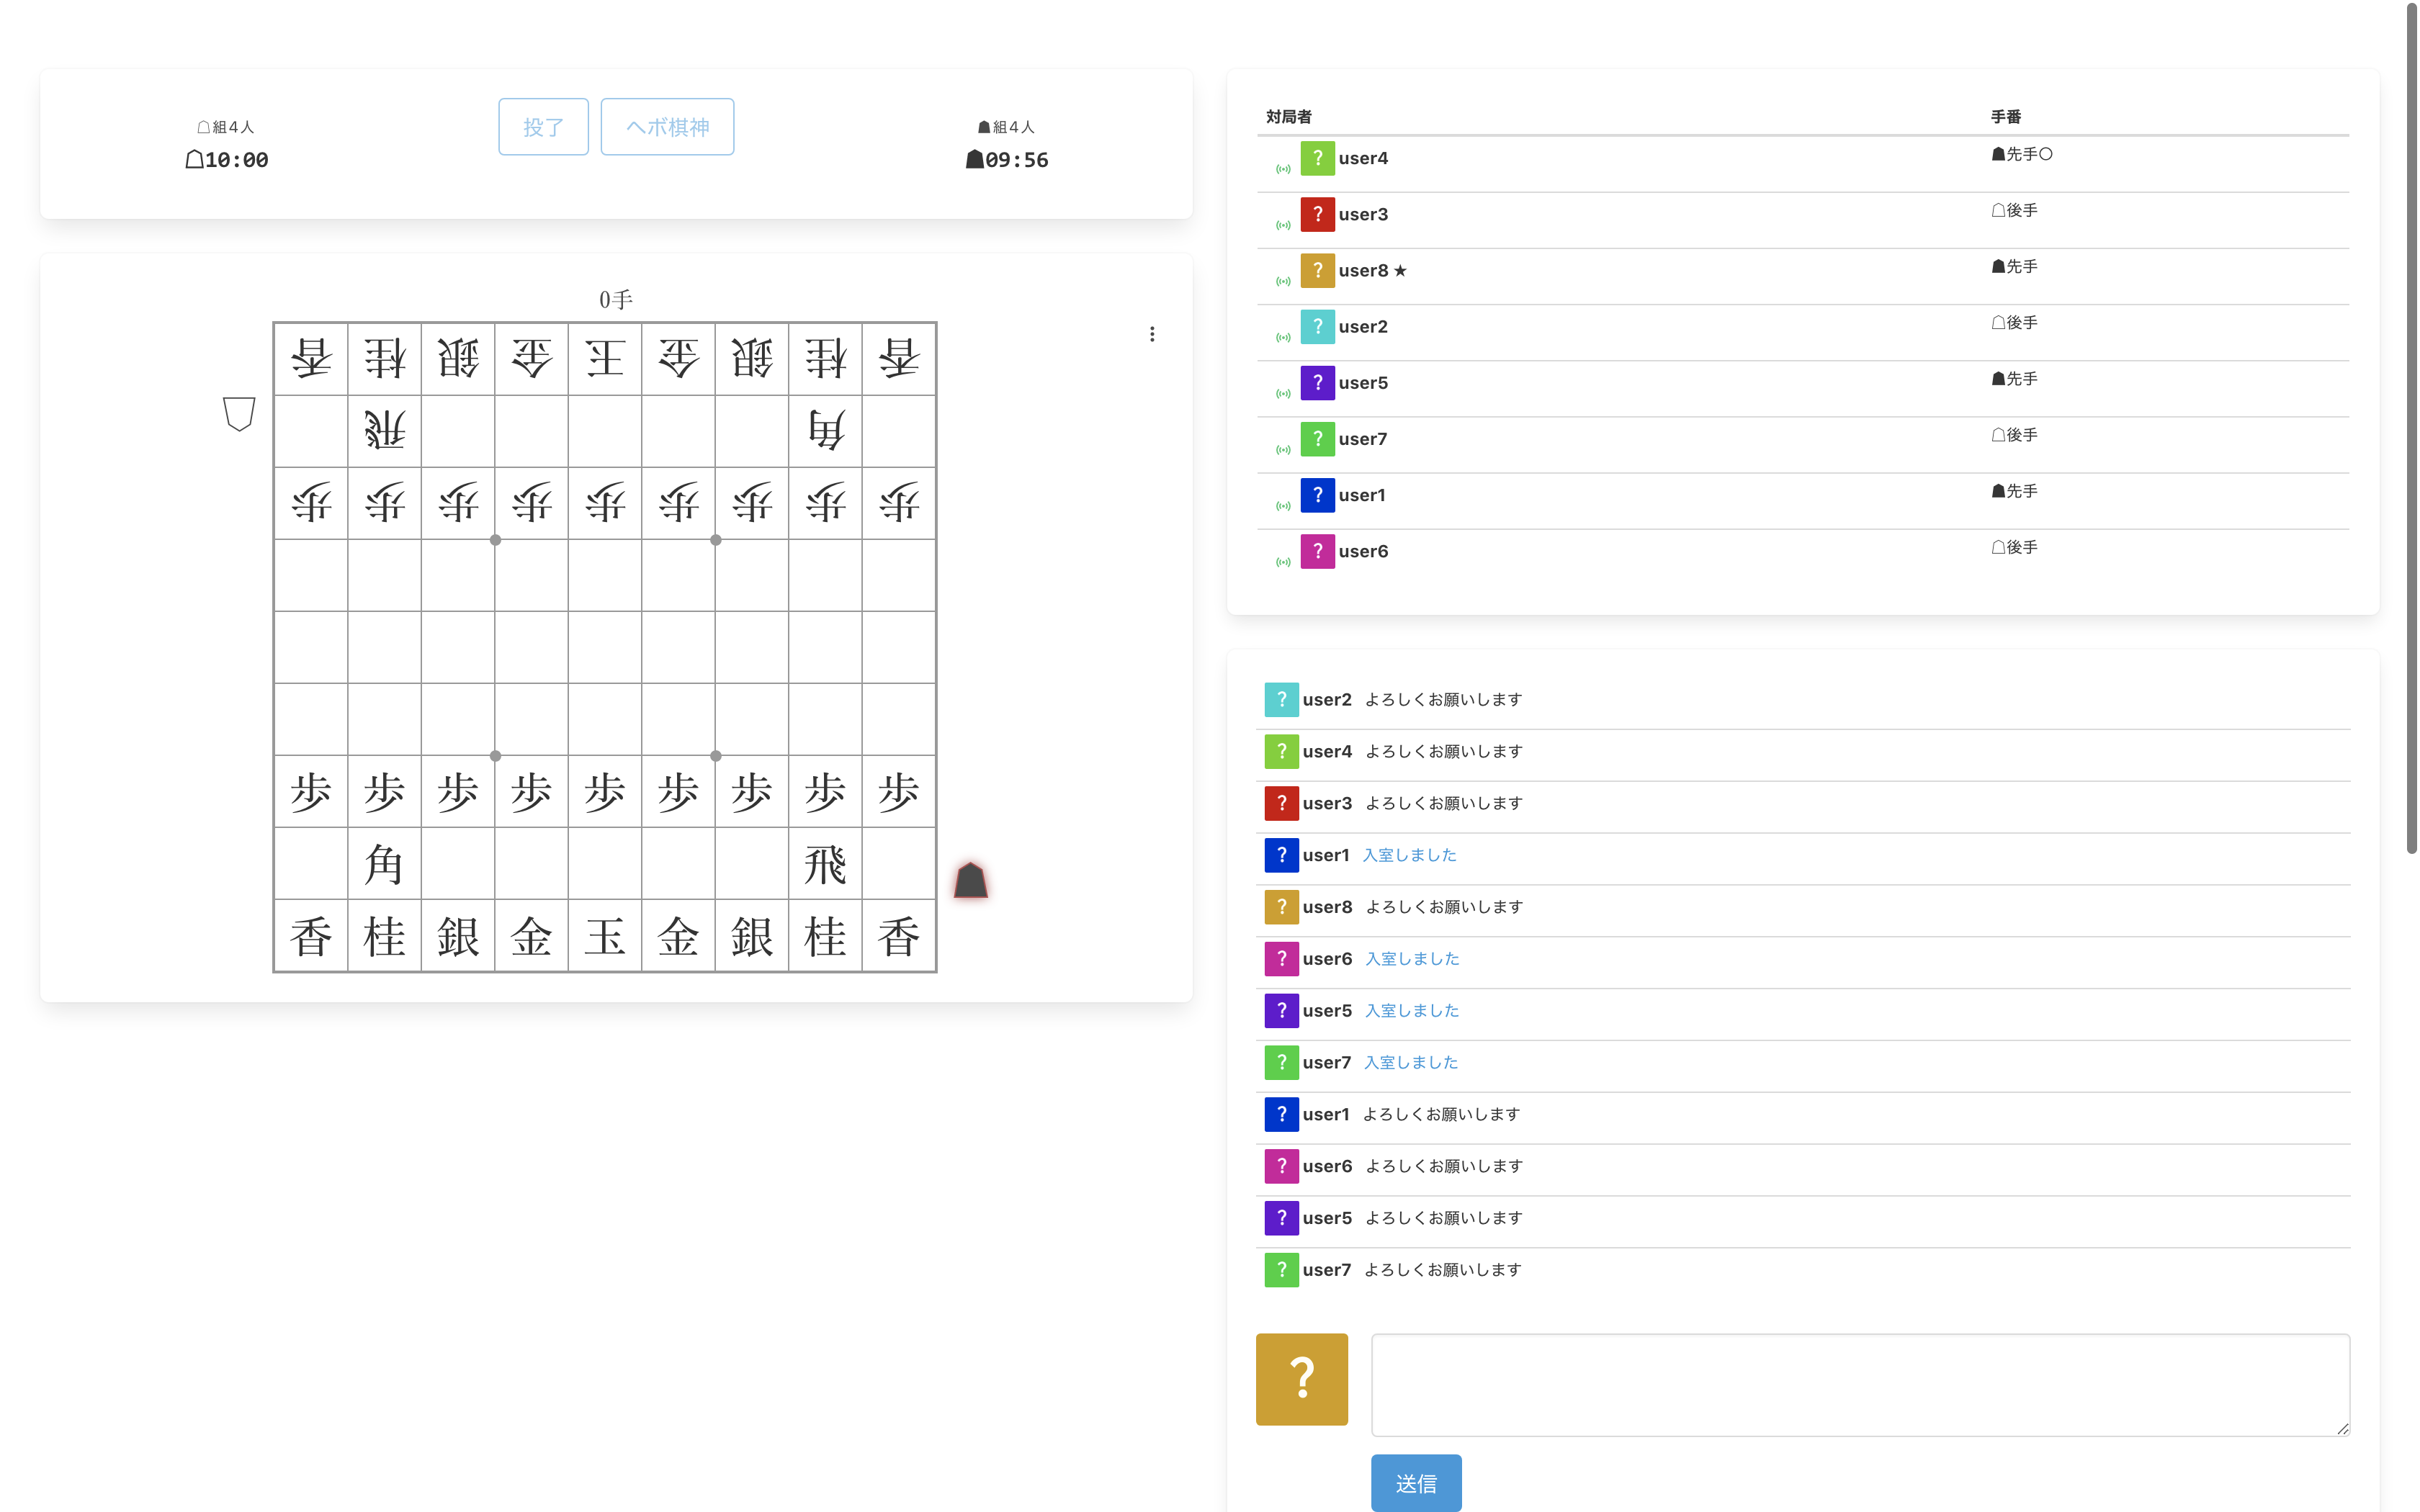 ☖組4人
☖10:00
投了
ヘボ棋神
☗組4人
☗09:56
0手
香桂銀金王金銀桂香
飛角
歩歩歩歩歩歩歩歩歩
歩歩歩歩歩歩歩歩歩
角飛
香桂銀金玉金銀桂香
対局者 手番
? user4 ☗先手○
? user3 ☖後手
? user8 ★ ☗先手
? user2 ☖後手
? user5 ☗先手
? user7 ☖後手
? user1 ☗先手
? user6 ☖後手
? user2 よろしくお願いします
? user4 よろしくお願いします
? user3 よろしくお願いします
? user1 入室しました
? user8 よろしくお願いします
? user6 入室しました
? user5 入室しました
? user7 入室しました
? user1 よろしくお願いします
? user6 よろしくお願いします
? user5 よろしくお願いします
? user7 よろしくお願いします
?
送信